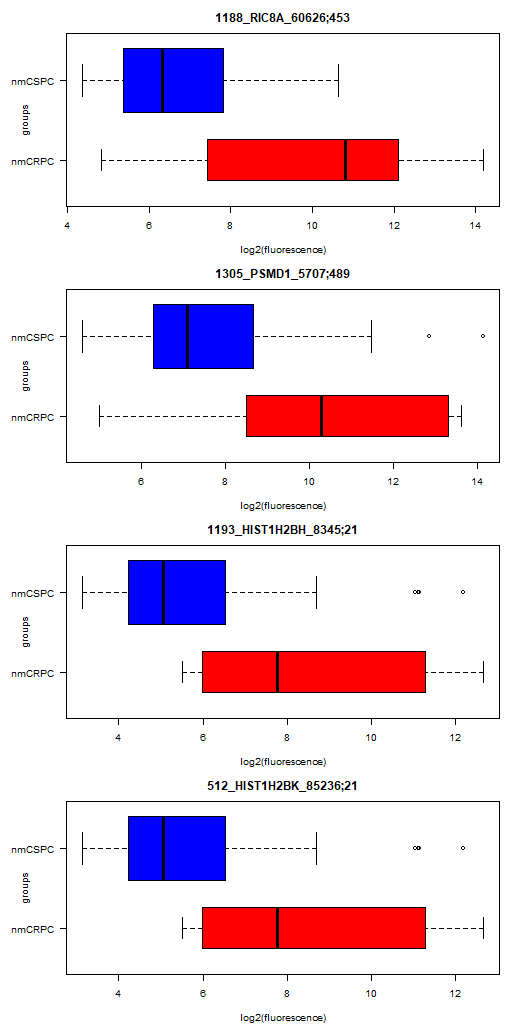 1188_RIC8A_60626;453
nmCSPC
groups
nmCRPC
4 6 8 10 12 14
log2(fluorescence)
1305_PSMD1_5707;489
nmCSPC
groups
nmCRPC
6 8 10 12 14
log2(fluorescence)
1193_HIST1H2BH_8345;21
nmCSPC
groups
nmCRPC
4 6 8 10 12
log2(fluorescence)
512_HIST1H2BK_85236;21
nmCSPC
groups
nmCRPC
4 6 8 10 12
log2(fluorescence)